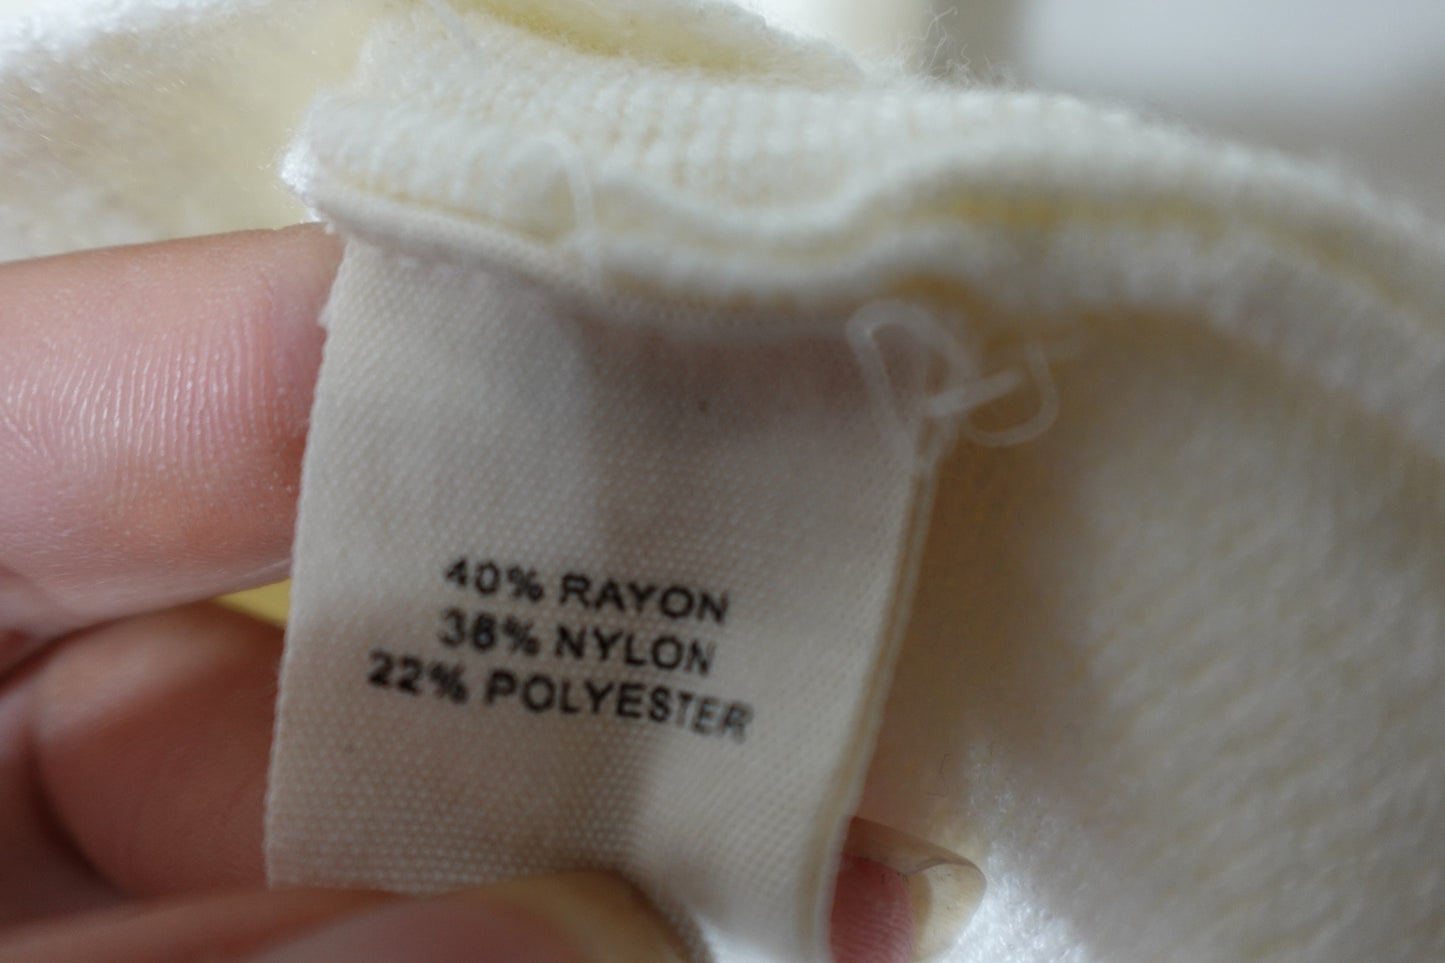 40% RAYON
38% NYLON
22% POLYESTER